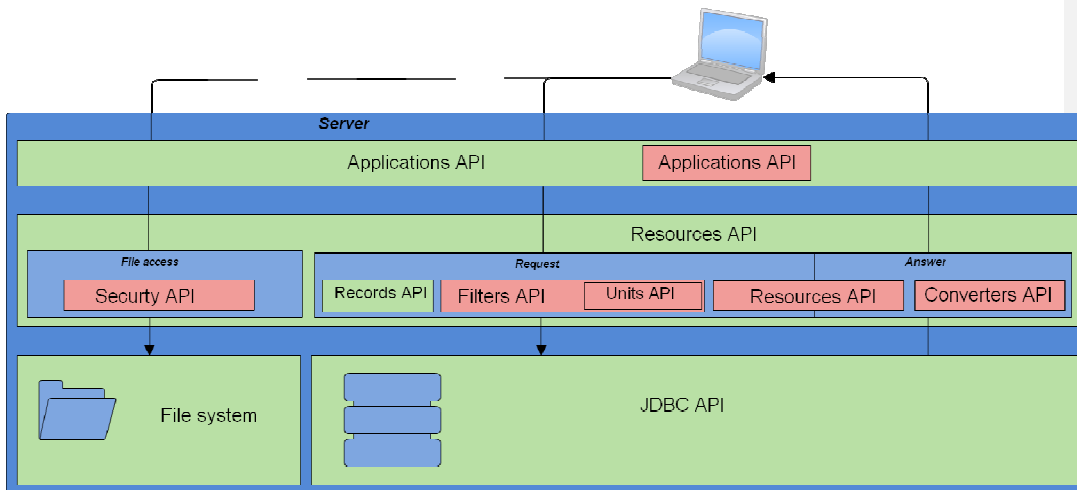 Server
Applications API
Applications API
Resources API
File access
Request
Answer
Securty API
Records API
Filters API
Units API
Resources API
Converters API
File system
JDBC API